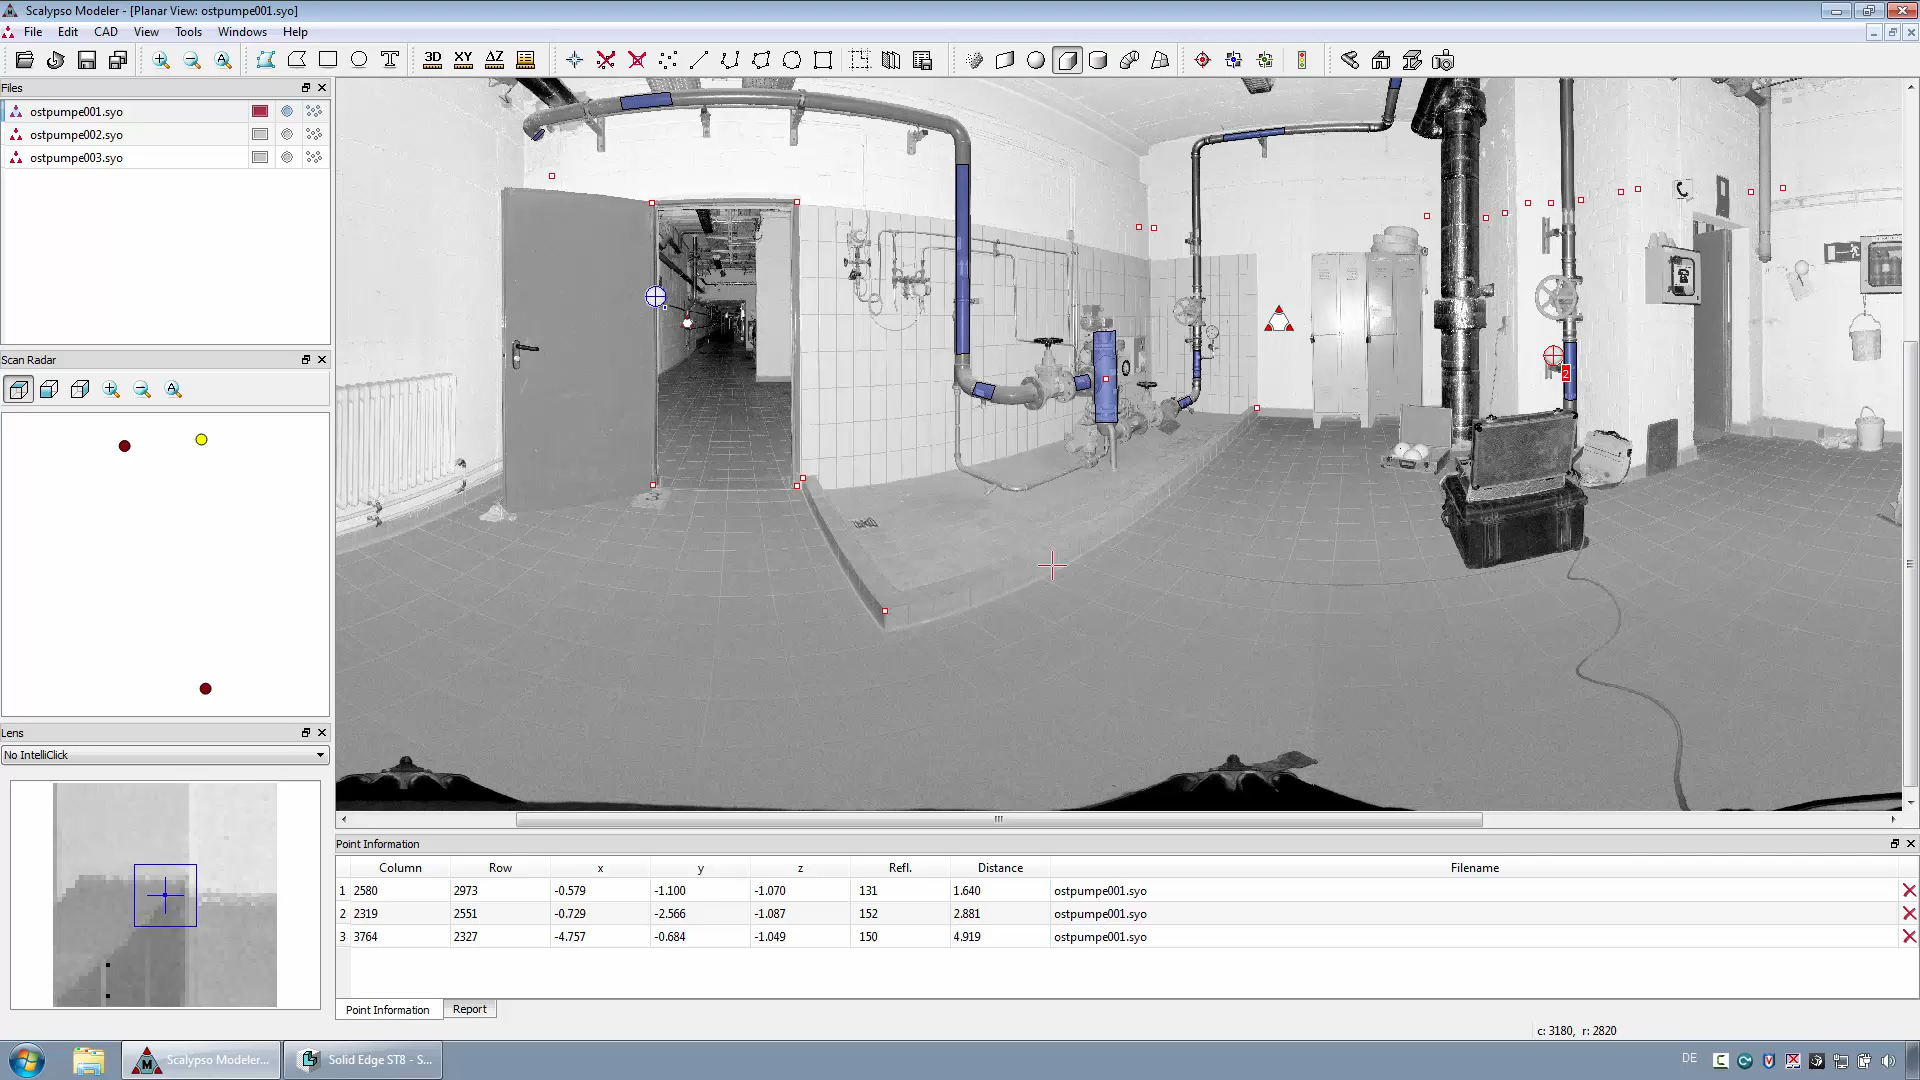 Scalypso Modeler - [Planar View: ostpumpe001.syo]
File Edit CAD View Tools Windows Help
3D XY ΔZ
Files
ostpumpe001.syo
ostpumpe002.syo
ostpumpe003.syo
Scan Radar
Lens
No IntelliClick
2
Point Information
Column Row x y z Refl. Distance Filename
1 2580 2973 -0.579 -1.100 -1.070 131 1.640 ostpumpe001.syo
2 2319 2551 -0.729 -2.566 -1.087 152 2.881 ostpumpe001.syo
3 3764 2327 -4.757 -0.684 -1.049 150 4.919 ostpumpe001.syo
Point Information Report
c: 3180, r: 2820
Scalypso Modeler... Solid Edge ST8 - S... DE